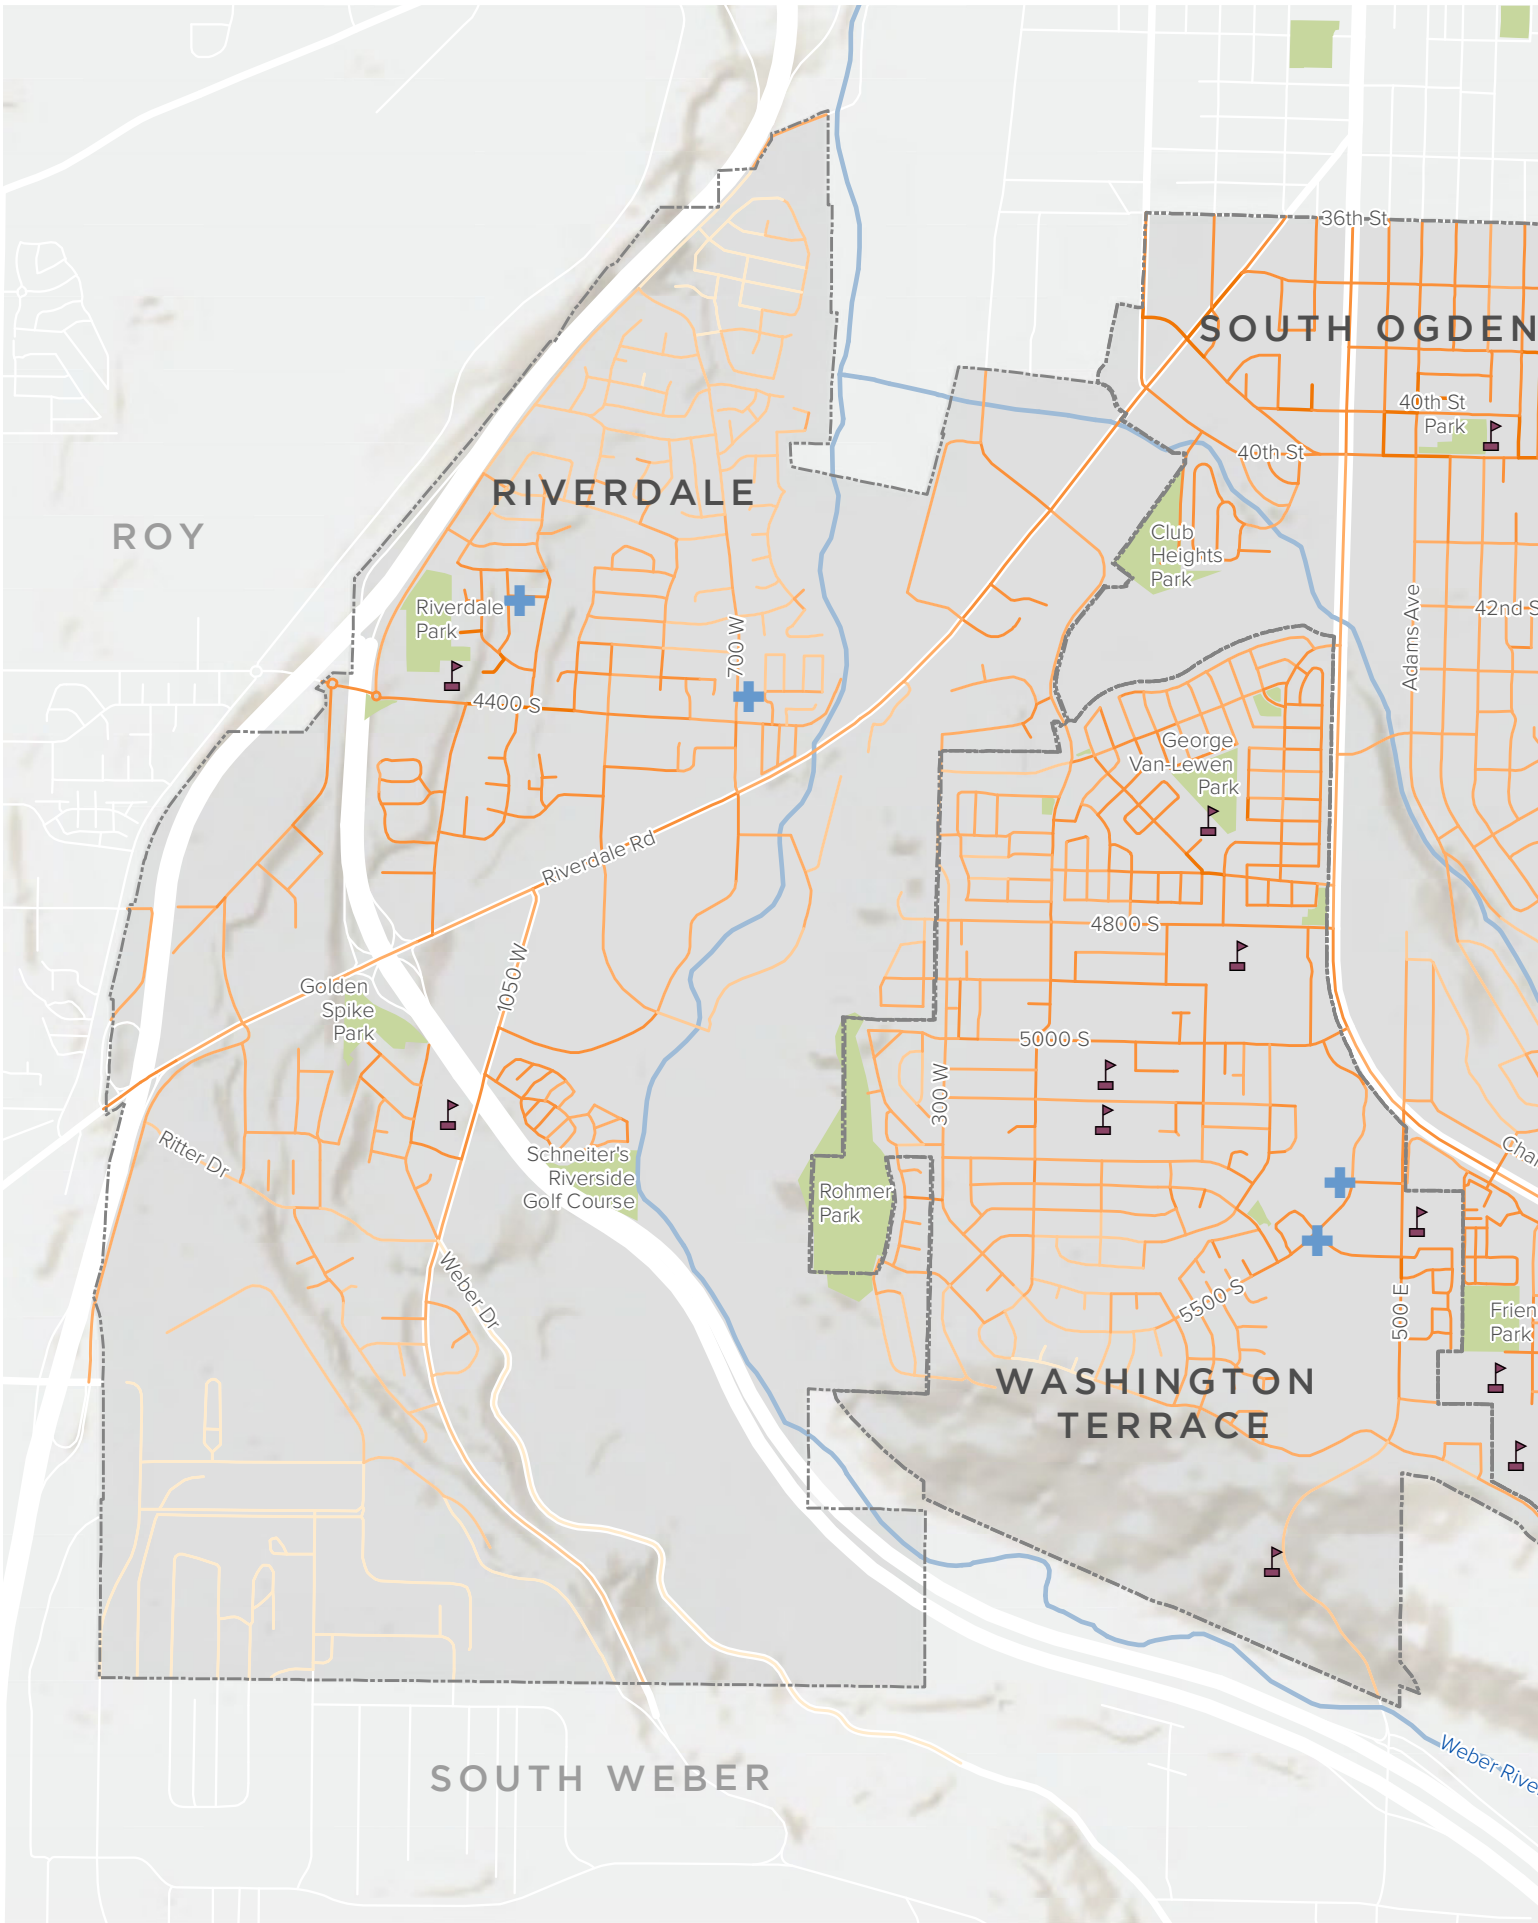 36th St
SOUTH OGDEN
40th St
Park
40th St
RIVERDALE
ROY
Club
Heights
Park
Adams Ave
42nd S
Riverdale
Park
700 W
4400 S
George
Van-Lewen
Park
Riverdale Rd
4800 S
1050 W
Golden
Spike
Park
5000 S
300 W
Ritter Dr
Schneiter's
Riverside
Golf Course
Rohmer
Park
Char
Weber Dr
5500 S
500 E
Frien
Park
WASHINGTON
TERRACE
Weber Rive
SOUTH WEBER